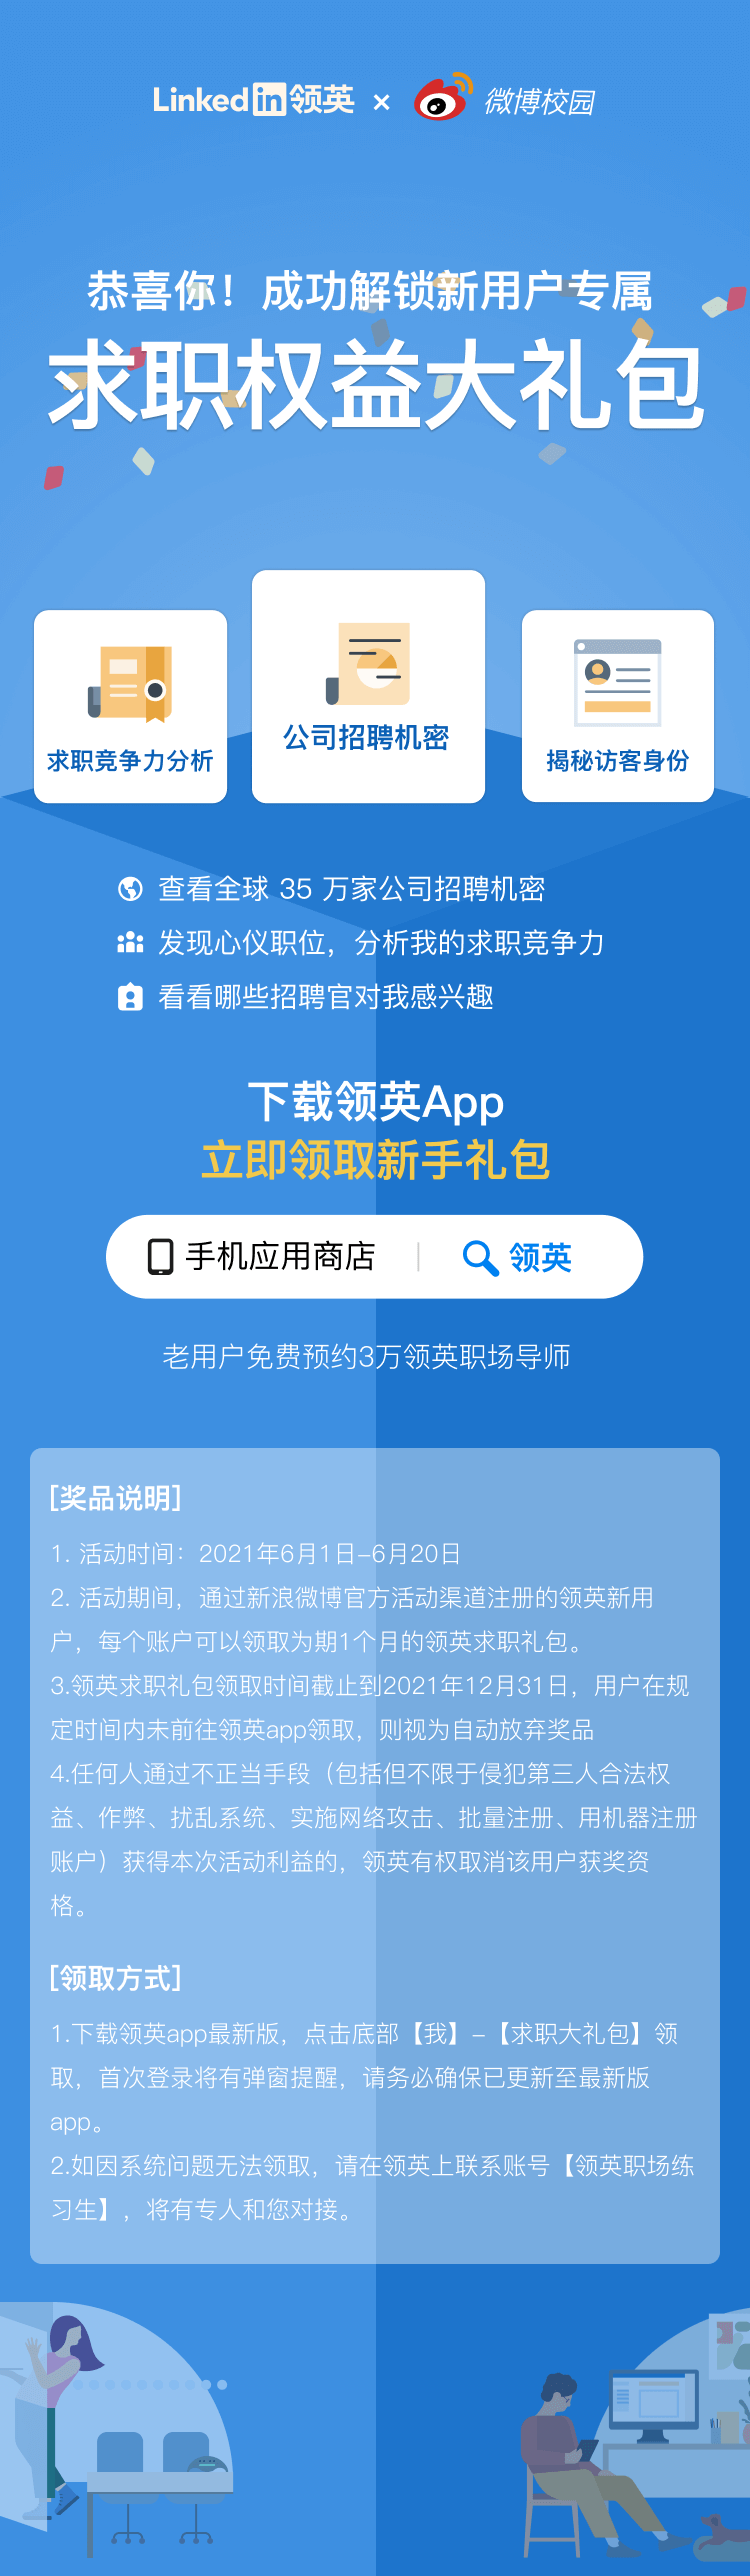 Linked in 领英 × 微博校园
恭喜你！成功解锁新用户专属
求职权益大礼包
求职竞争力分析
公司招聘机密
揭秘访客身份
查看全球 35 万家公司招聘机密
发现心仪职位，分析我的求职竞争力
看看哪些招聘官对我感兴趣
下载领英App
立即领取新手礼包
手机应用商店 | 领英
老用户免费预约3万领英职场导师
[奖品说明]
1. 活动时间：2021年6月1日-6月20日
2. 活动期间，通过新浪微博官方活动渠道注册的领英新用
户，每个账户可以领取为期1个月的领英求职礼包。
3.领英求职礼包领取时间截止到2021年12月31日，用户在规
定时间内未前往领英app领取，则视为自动放弃奖品
4.任何人通过不正当手段（包括但不限于侵犯第三人合法权
益、作弊、扰乱系统、实施网络攻击、批量注册、用机器注册
账户）获得本次活动利益的，领英有权取消该用户获奖资
格。
[领取方式]
1.下载领英app最新版，点击底部【我】-【求职大礼包】领
取，首次登录将有弹窗提醒，请务必确保已更新至最新版
app。
2.如因系统问题无法领取，请在领英上联系账号【领英职场练
习生】，将有专人和您对接。